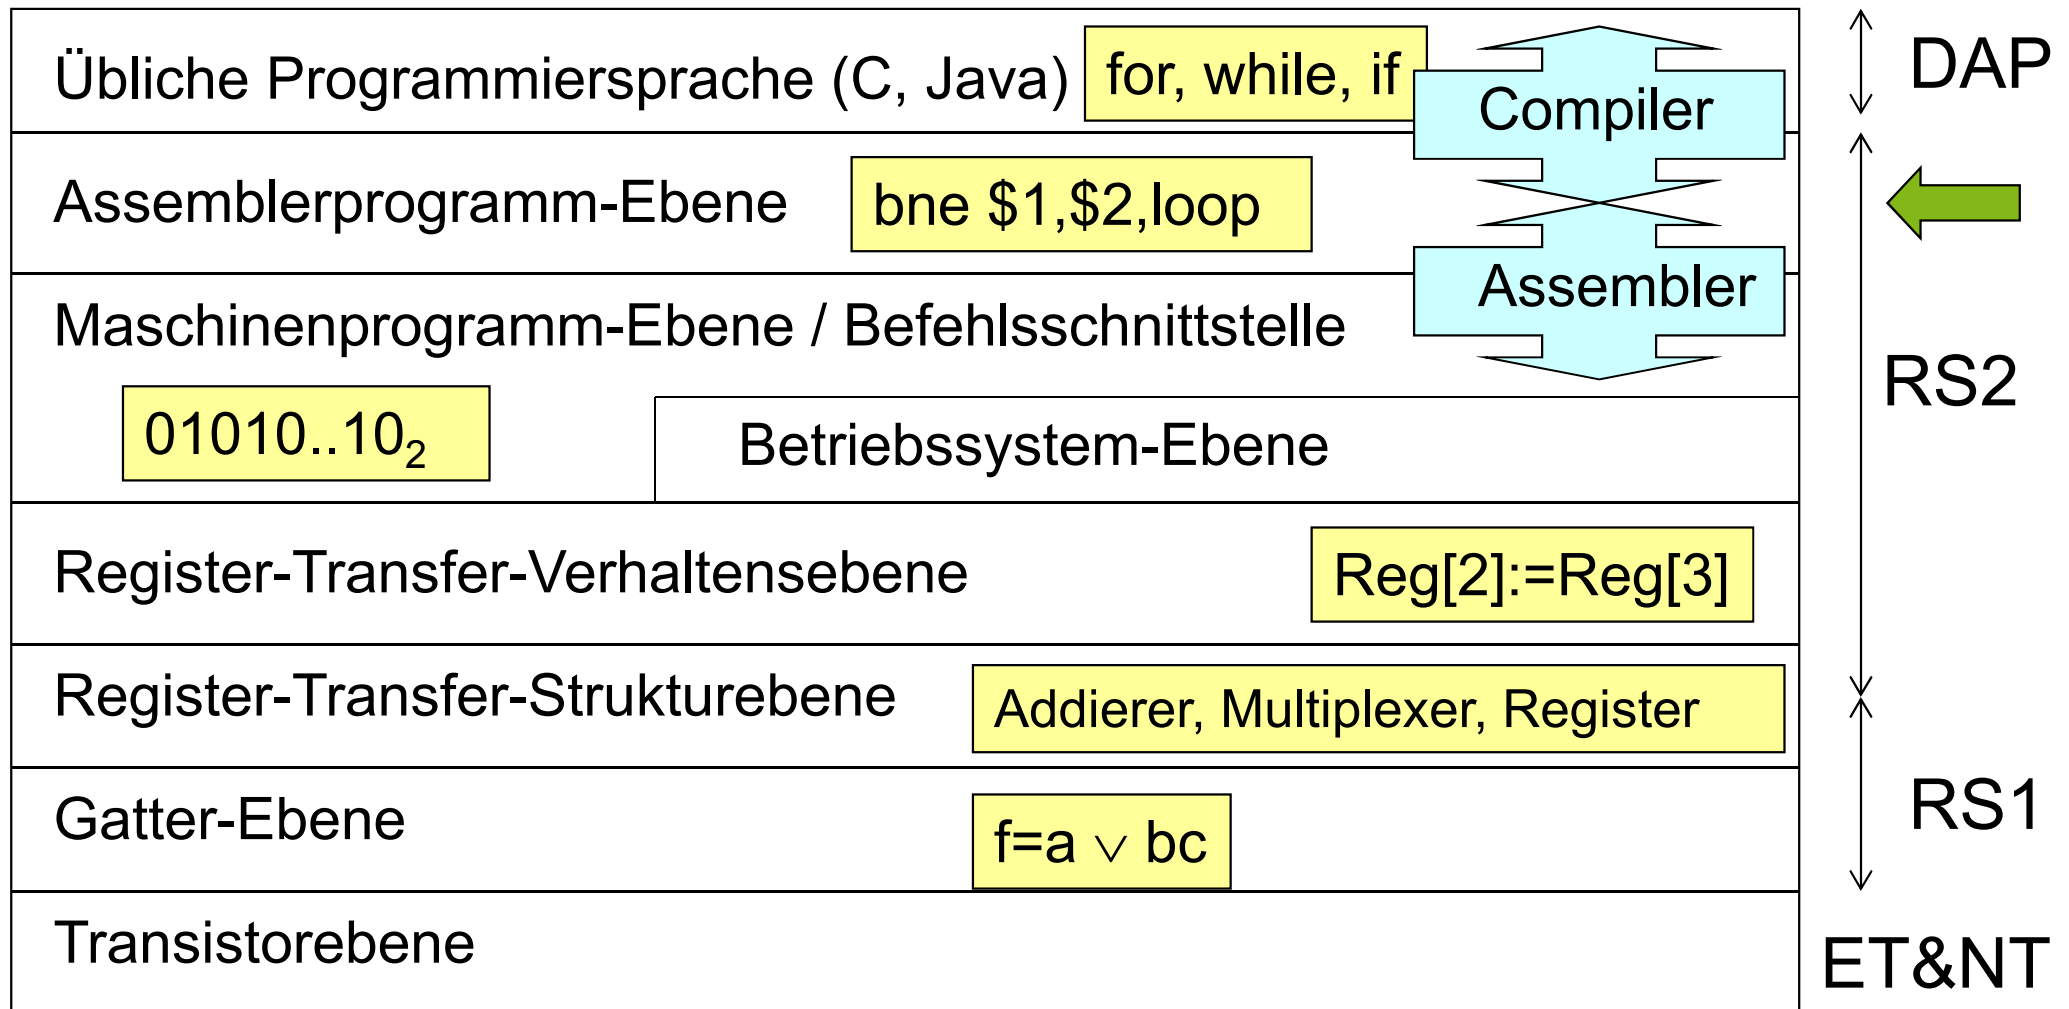 Übliche Programmiersprache (C, Java)
for, while, if
Compiler
DAP
Assemblerprogramm-Ebene
bne $1,$2,loop
Assembler
Maschinenprogramm-Ebene / Befehlsschnittstelle
RS2
01010..10₂
Betriebssystem-Ebene
Register-Transfer-Verhaltensebene
Reg[2]:=Reg[3]
Register-Transfer-Strukturebene
Addierer, Multiplexer, Register
Gatter-Ebene
f=a ∨ bc
RS1
Transistorebene
ET&NT